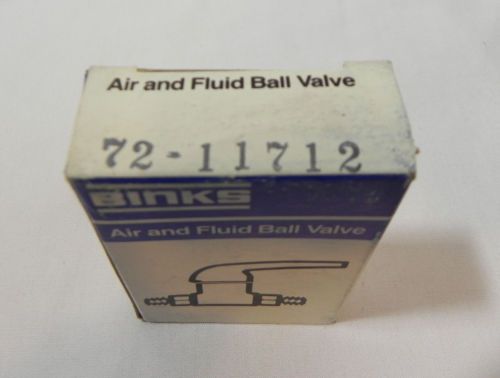 Air and Fluid Ball Valve
72-11712
BINKS
Air and Fluid Ball Valve